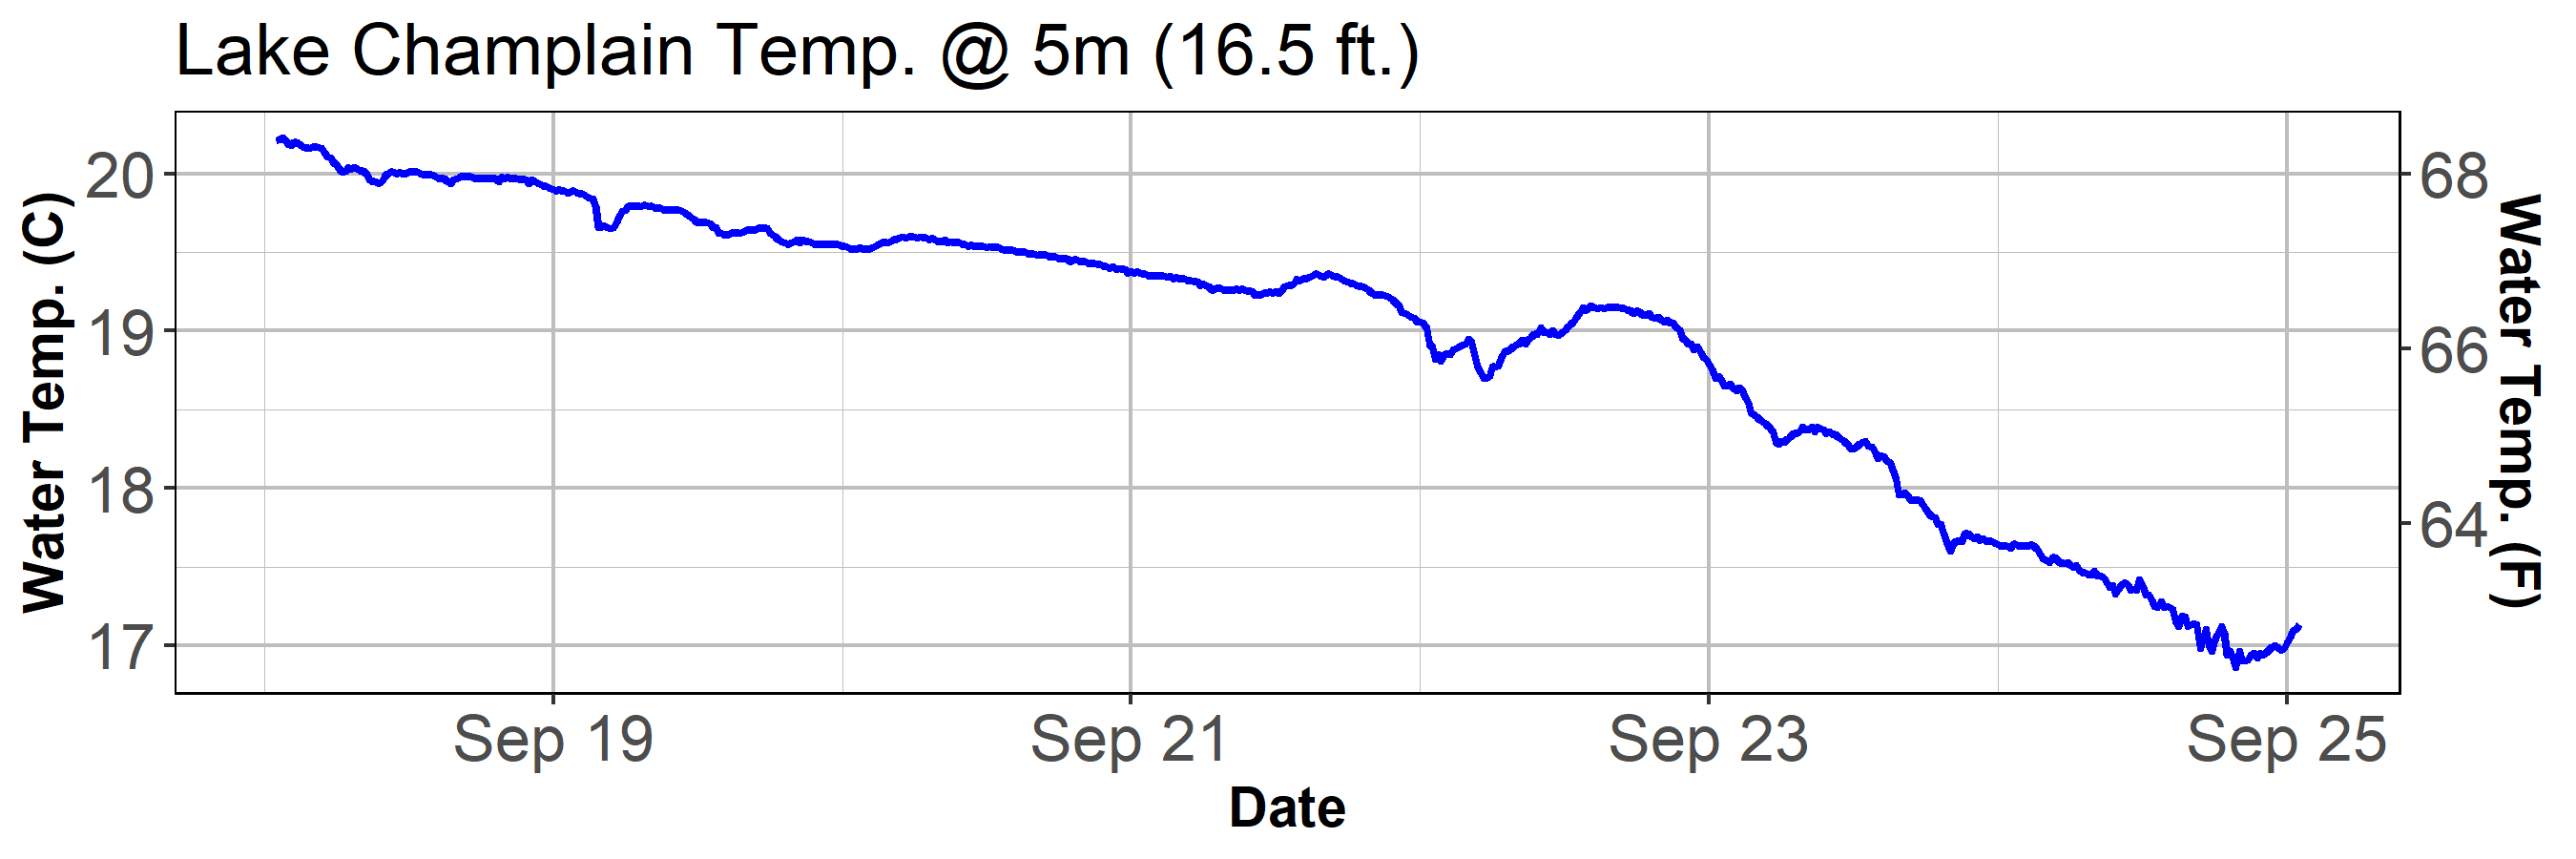 Lake Champlain Temp. @ 5m (16.5 ft.)
Water Temp. (C)
20
19
18
17
68
66
64
Water Temp. (F)
Sep 19
Sep 21
Sep 23
Sep 25
Date